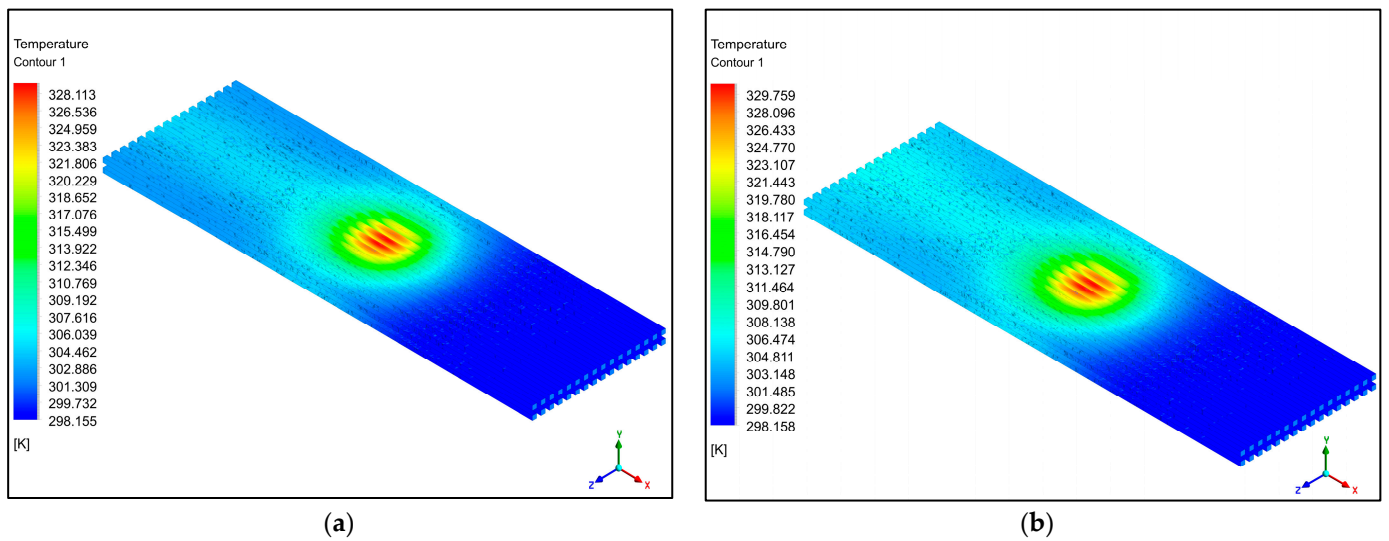 Temperature
Contour 1
328.113
326.536
324.959
323.383
321.806
320.229
318.652
317.076
315.499
313.922
312.346
310.769
309.192
307.616
306.039
304.462
302.886
301.309
299.732
298.155
[K]
Y
Z
X
(a)
Temperature
Contour 1
329.759
328.096
326.433
324.770
323.107
321.443
319.780
318.117
316.454
314.790
313.127
311.464
309.801
308.138
306.474
304.811
303.148
301.485
299.822
298.158
[K]
Y
Z
X
(b)